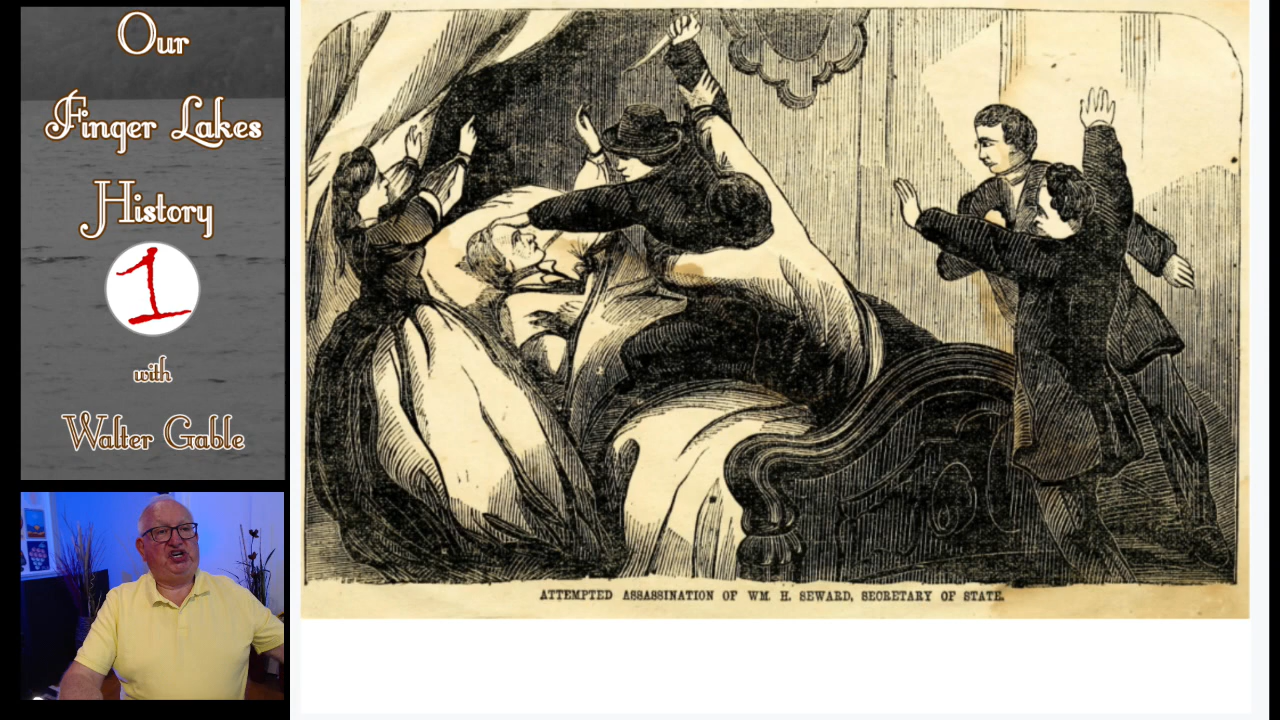 Our
Finger Lakes
History
1
with
Walter Gable
ATTEMPTED ASSASSINATION OF WM. H. SEWARD, SECRETARY OF STATE.